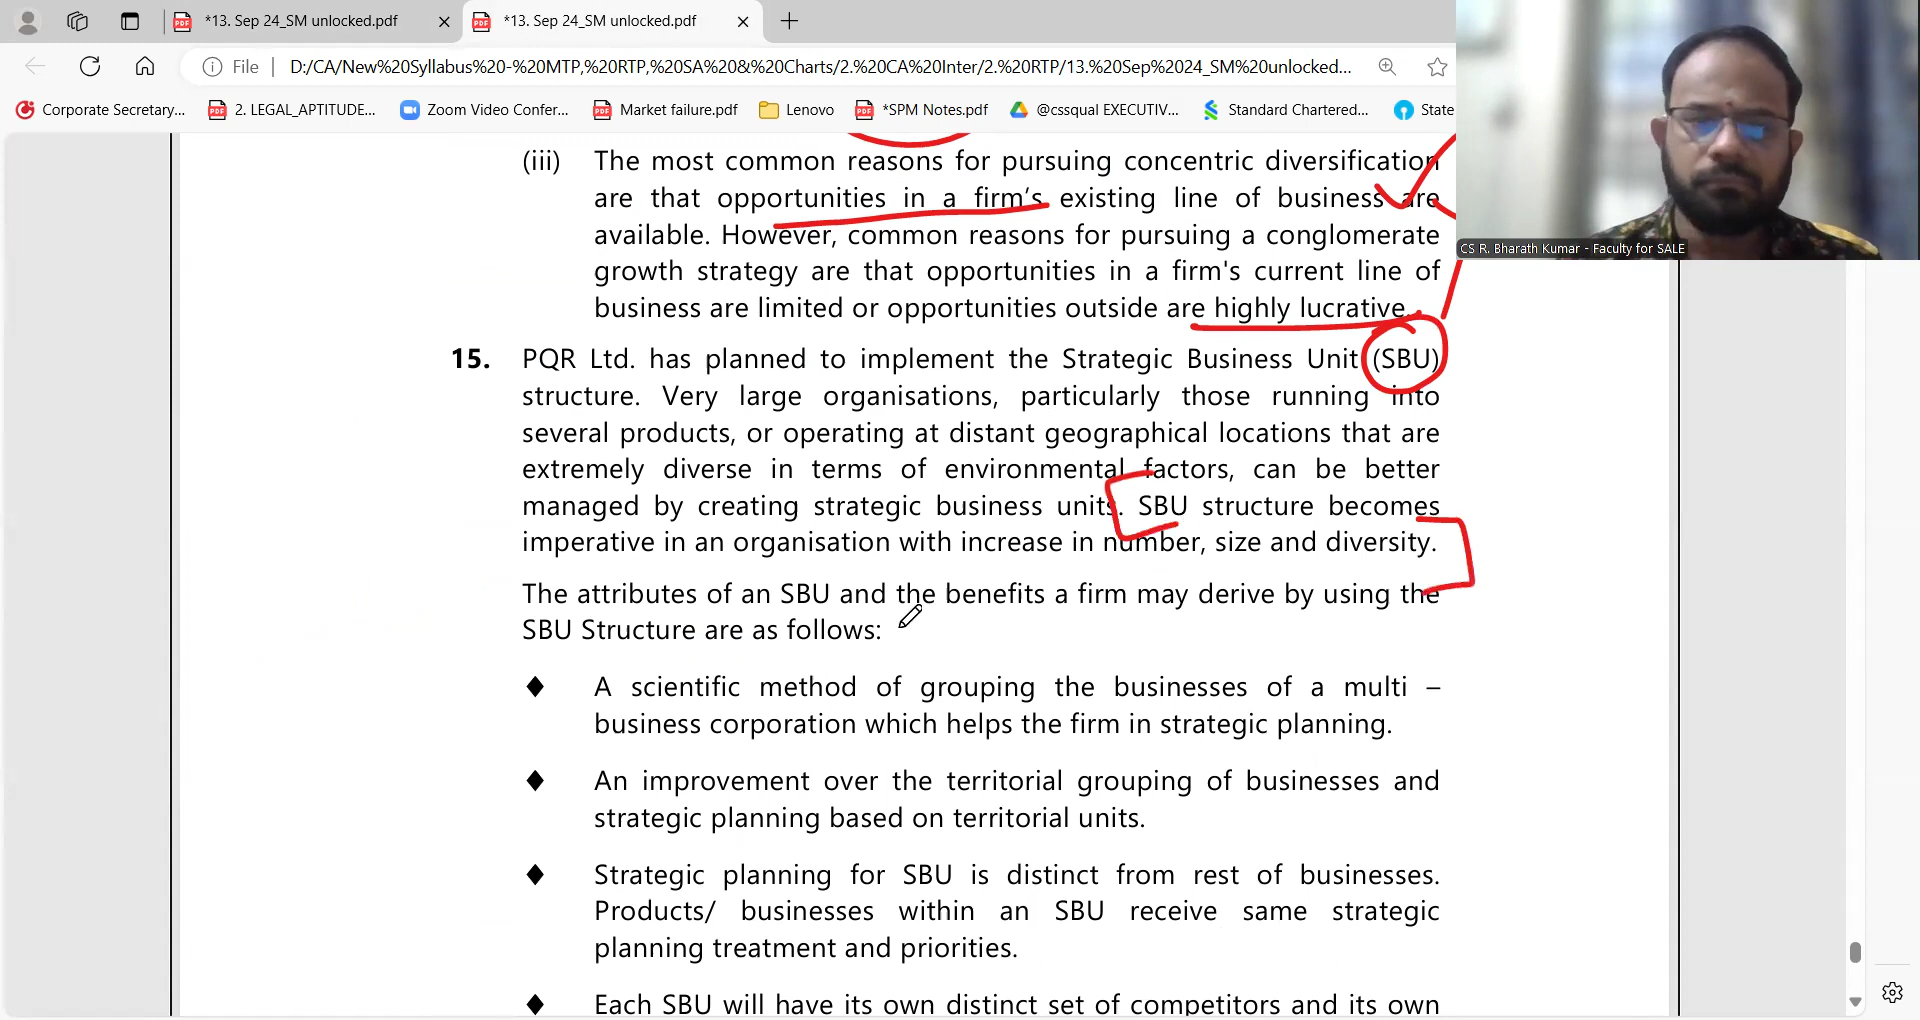 *13. Sep 24_SM unlocked.pdf
*13. Sep 24_SM unlocked.pdf
File
D:/CA/New%20Syllabus%20-%20MTP,%20RTP,%20SA%20&%20Charts/2.%20CA%20Inter/2.%20RTP/13.%20Sep%2024_SM%20unlocked...
Corporate Secretary...
2. LEGAL_APTITUDE...
Zoom Video Confer...
Market failure.pdf
Lenovo
*SPM Notes.pdf
@cssqual EXECUTIV...
Standard Chartered...
State
CS R. Bharath Kumar - Faculty for SALE
(iii) The most common reasons for pursuing concentric diversification
are that opportunities in a firm’s existing line of business are
available. However, common reasons for pursuing a conglomerate
growth strategy are that opportunities in a firm's current line of
business are limited or opportunities outside are highly lucrative.
15. PQR Ltd. has planned to implement the Strategic Business Unit (SBU)
structure. Very large organisations, particularly those running into
several products, or operating at distant geographical locations that are
extremely diverse in terms of environmental factors, can be better
managed by creating strategic business units. SBU structure becomes
imperative in an organisation with increase in number, size and diversity.
The attributes of an SBU and the benefits a firm may derive by using the
SBU Structure are as follows:
♦ A scientific method of grouping the businesses of a multi –
business corporation which helps the firm in strategic planning.
♦ An improvement over the territorial grouping of businesses and
strategic planning based on territorial units.
♦ Strategic planning for SBU is distinct from rest of businesses.
Products/ businesses within an SBU receive same strategic
planning treatment and priorities.
♦ Each SBU will have its own distinct set of competitors and its own